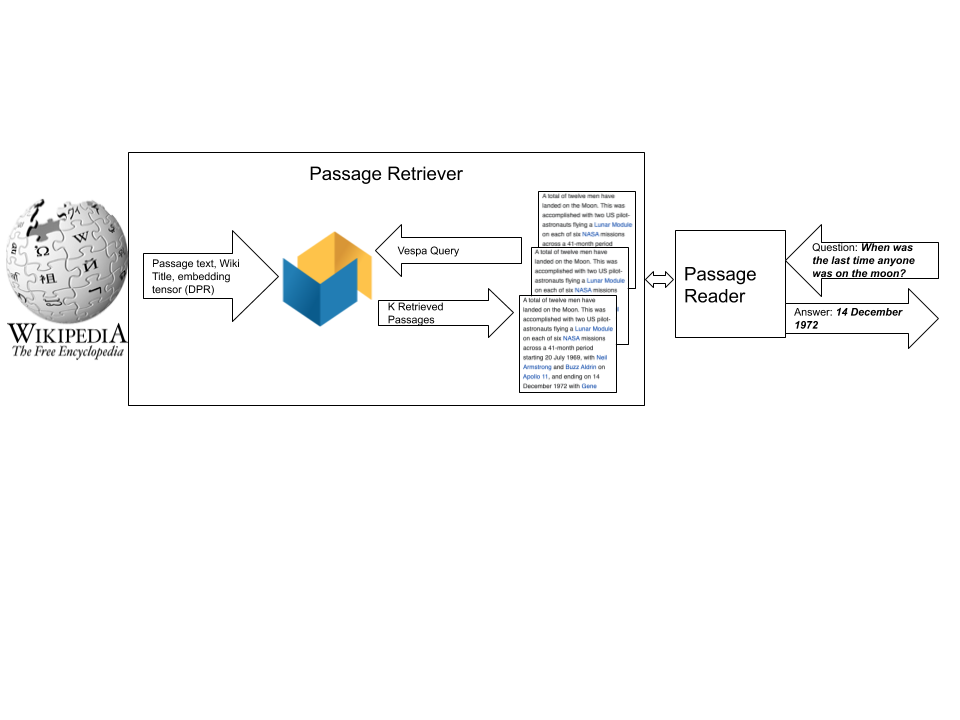 Passage Retriever
WIKIPEDIA
The Free Encyclopedia
Passage text, Wiki
Title, embedding
tensor (DPR)
Vespa Query
K Retrieved
Passages
A total of twelve men have
landed on the Moon. This was
accomplished with two US pilot-
astronauts flying a Lunar Module
on each of six NASA missions
across a 41-month period
A total of twelve men have
landed on the Moon. This was
accomplished with two US pilot-
astronauts flying a Lunar Module
on each of six NASA missions
A total of twelve men have
landed on the Moon. This was
accomplished with two US pilot-
astronauts flying a Lunar Module
on each of six NASA missions
across a 41-month period
starting 20 July 1969, with Neil
Armstrong and Buzz Aldrin on
Apollo 11, and ending on 14
December 1972 with Gene
Passage
Reader
Question: When was
the last time anyone
was on the moon?
Answer: 14 December
1972